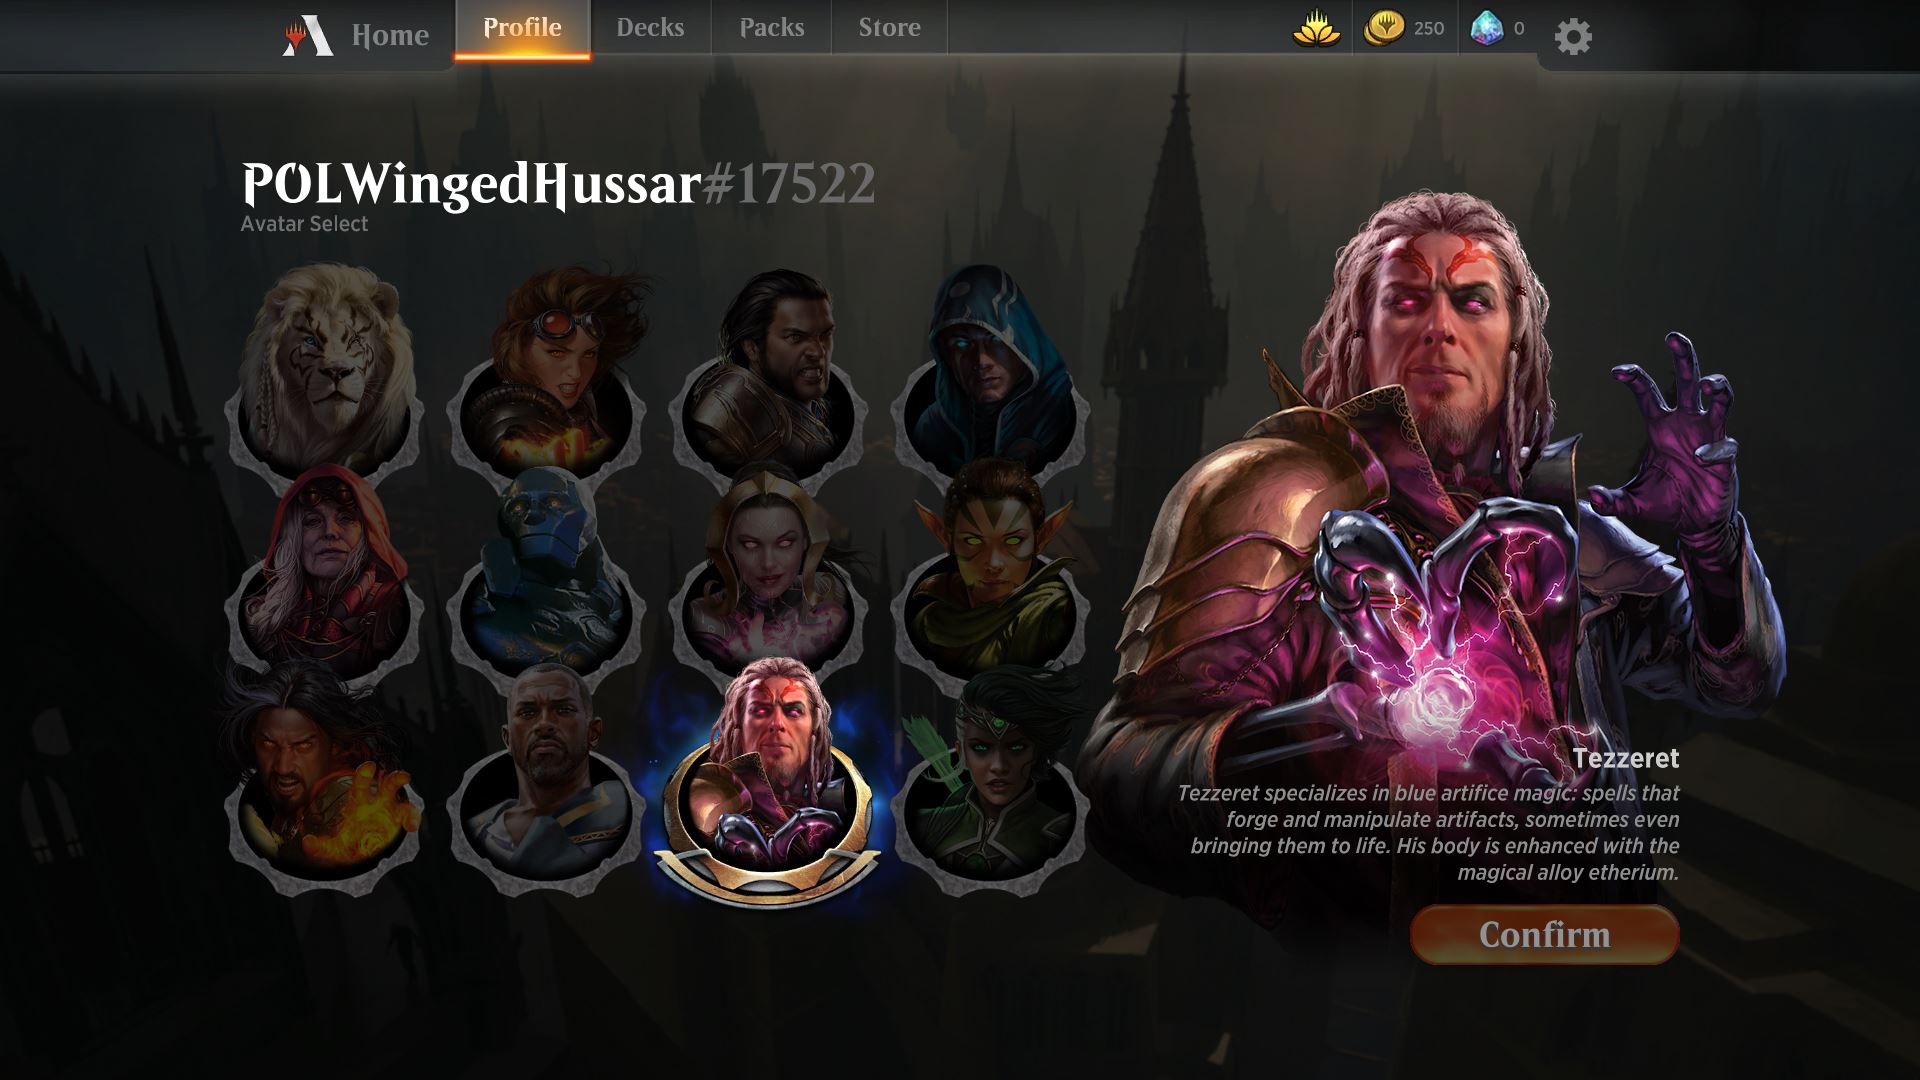 Home
Profile
Decks
Packs
Store
250
0
POLWingedHussar#17522
Avatar Select
Tezzeret
Tezzeret specializes in blue artifice magic: spells that
forge and manipulate artifacts, sometimes even
bringing them to life. His body is enhanced with the
magical alloy etherium.
Confirm